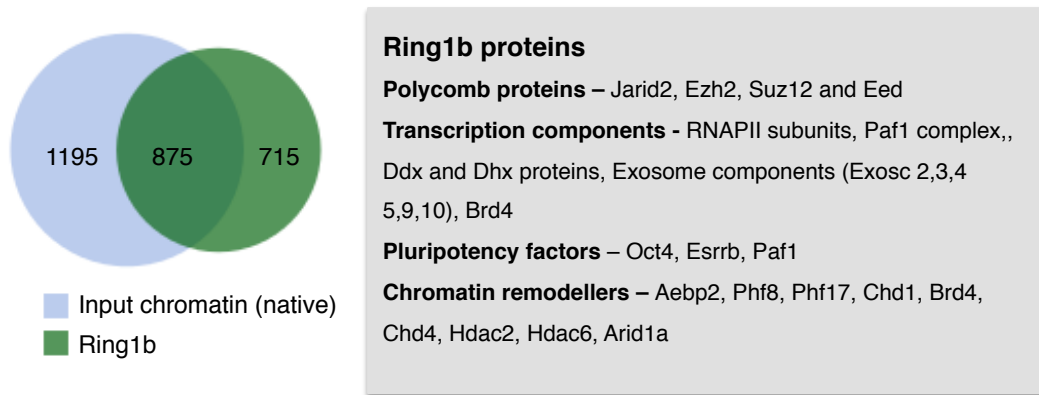 1195
875
715
Input chromatin (native)
Ring1b
Ring1b proteins
Polycomb proteins – Jarid2, Ezh2, Suz12 and Eed
Transcription components - RNAPII subunits, Paf1 complex,,
Ddx and Dhx proteins, Exosome components (Exosc 2,3,4
5,9,10), Brd4
Pluripotency factors – Oct4, Esrrb, Paf1
Chromatin remodellers – Aebp2, Phf8, Phf17, Chd1, Brd4,
Chd4, Hdac2, Hdac6, Arid1a